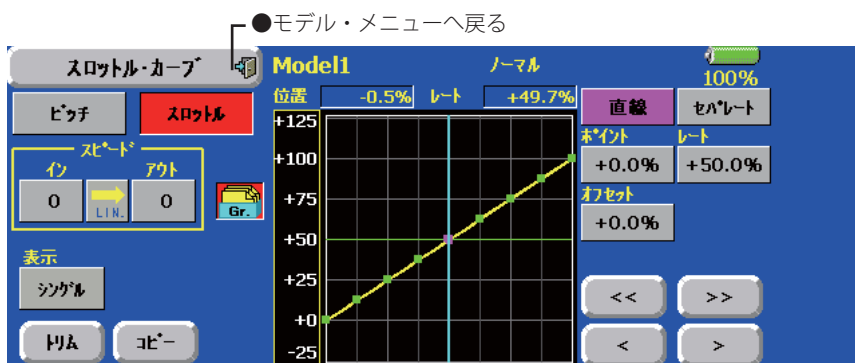 ●モデル・メニューへ戻る
スロットル・カーブ
Model1
ノーマル
100%
ピッチ
スロットル
位置
-0.5%
レート
+49.7%
直線
セパレート
スピード
イン
アウト
0
LIN.
0
Gr.
表示
シングル
トリム
コピー
+125
+100
+75
+50
+25
+0
-25
ポイント
レート
+0.0%
+50.0%
オフセット
+0.0%
<<
>>
<
>